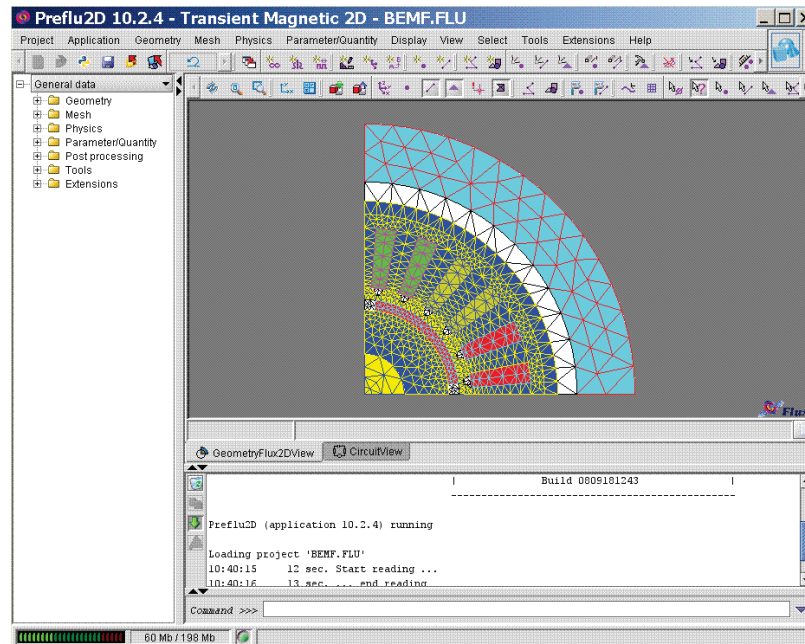 Preflu2D 10.2.4 - Transient Magnetic 2D - BEMF.FLU
Project Application Geometry Mesh Physics Parameter/Quantity Display View Select Tools Extensions Help
General data
Geometry
Mesh
Physics
Parameter/Quantity
Post processing
Tools
Extensions
Flux
GeometryFlux2DView CircuitView
| Build 0809181243 |
Preflu2D (application 10.2.4) running
Loading project 'BEMF.FLU'
10:40:15 12 sec. Start reading ...
10:40:16 13 sec. ... end reading
Command >>>
60 Mb / 198 Mb